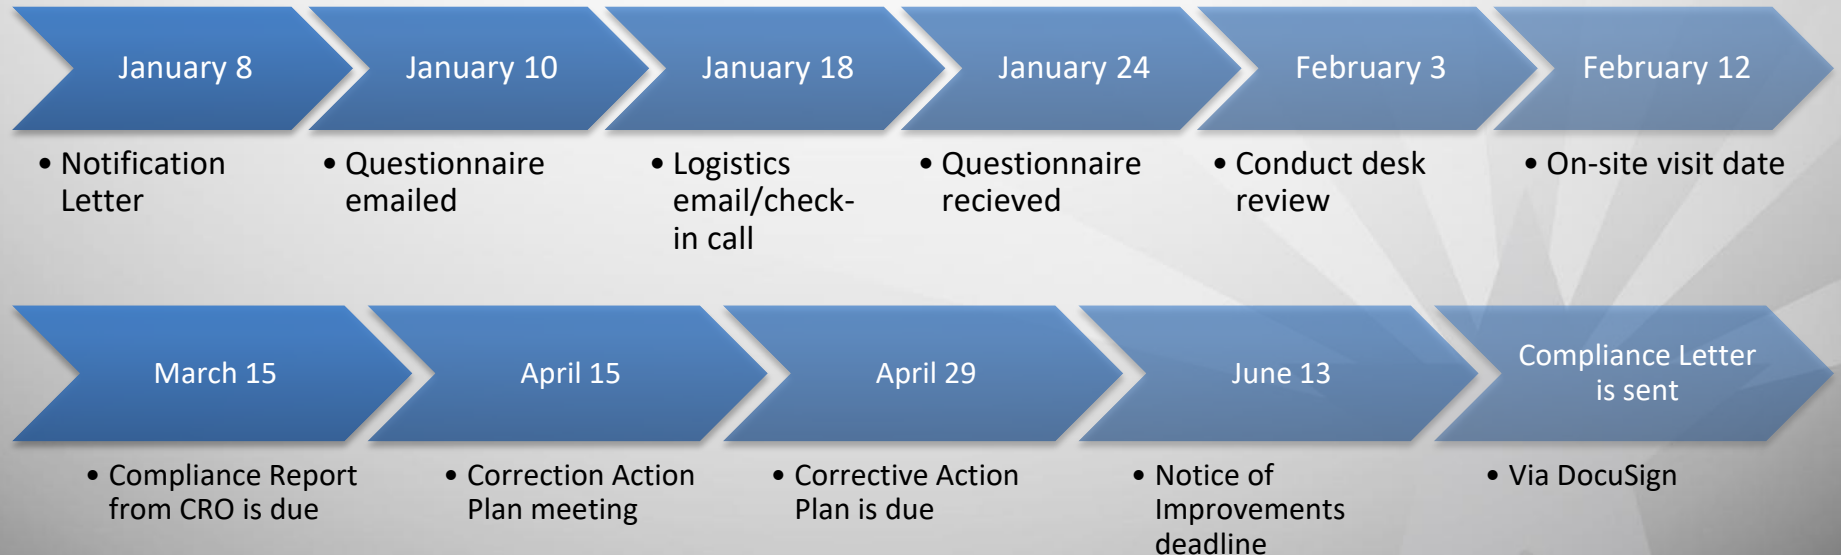 January 8
January 10
January 18
January 24
February 3
February 12
• Notification
Letter
• Questionnaire
emailed
• Logistics
email/check-
in call
• Questionnaire
recieved
• Conduct desk
review
• On-site visit date
March 15
April 15
April 29
June 13
Compliance Letter
is sent
• Compliance Report
from CRO is due
• Correction Action
Plan meeting
• Corrective Action
Plan is due
• Notice of
Improvements
deadline
• Via DocuSign